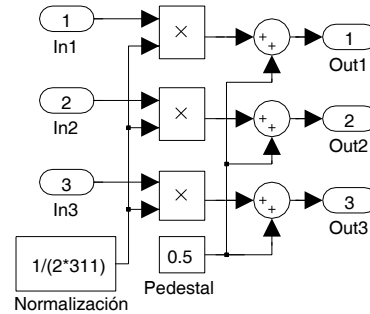 1
In1
×
+
+
1
Out1
2
In2
×
+
+
2
Out2
3
In3
×
+
+
3
Out3
1/(2*311)
Normalización
0.5
Pedestal